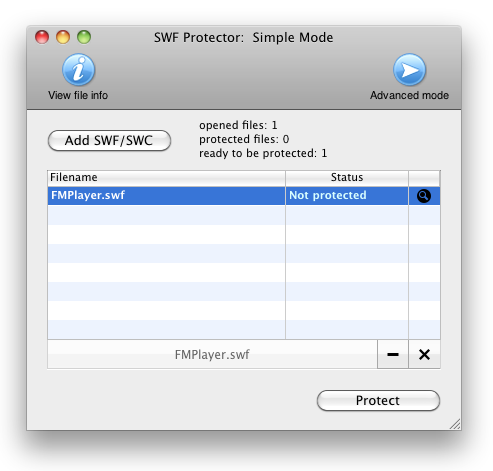 SWF Protector: Simple Mode
View file info
Advanced mode
Add SWF/SWC
opened files: 1
protected files: 0
ready to be protected: 1
Filename Status
FMPlayer.swf Not protected
FMPlayer.swf
Protect